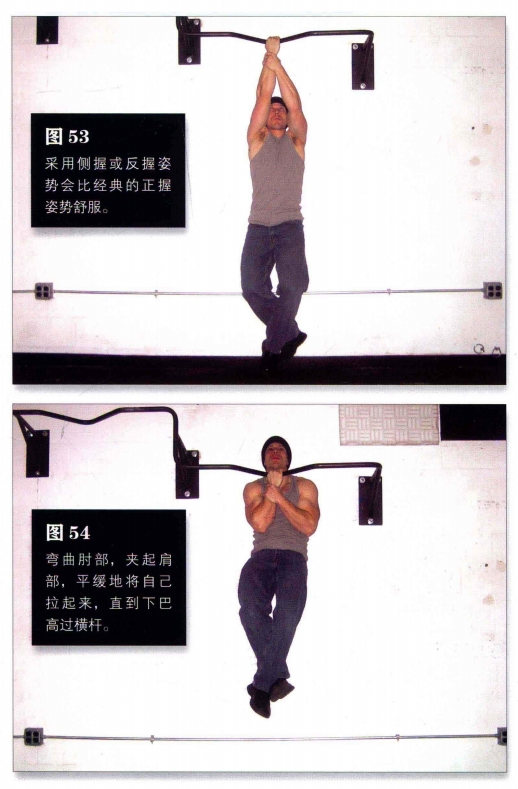 图 53
采用侧握或反握姿
势会比经典的正握
姿势舒服。
图 54
弯曲肘部，夹起肩
部，平缓地将自己
拉起来，直到下巴
高过横杆。